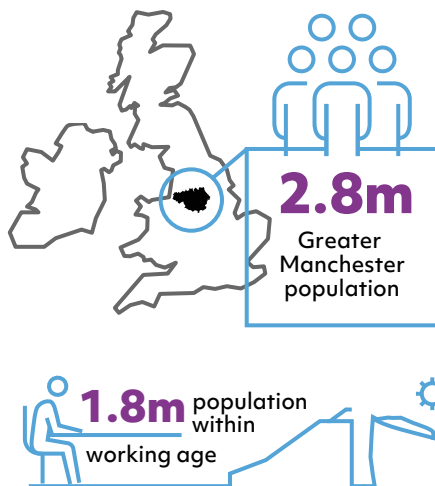 2.8m
Greater
Manchester
population
1.8m population
within
working age